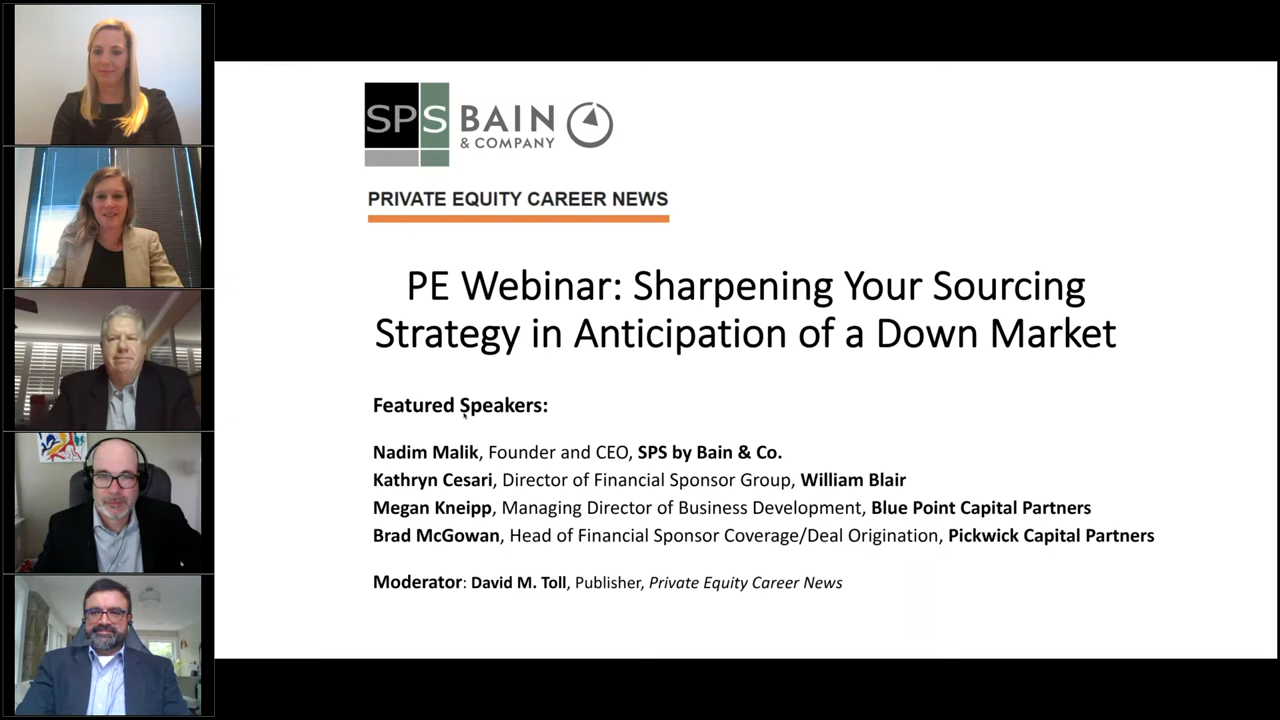 SPS BAIN
& COMPANY
PRIVATE EQUITY CAREER NEWS
PE Webinar: Sharpening Your Sourcing
Strategy in Anticipation of a Down Market
Featured Speakers:
Nadim Malik, Founder and CEO, SPS by Bain & Co.
Kathryn Cesari, Director of Financial Sponsor Group, William Blair
Megan Kneipp, Managing Director of Business Development, Blue Point Capital Partners
Brad McGowan, Head of Financial Sponsor Coverage/Deal Origination, Pickwick Capital Partners
Moderator: David M. Toll, Publisher, Private Equity Career News